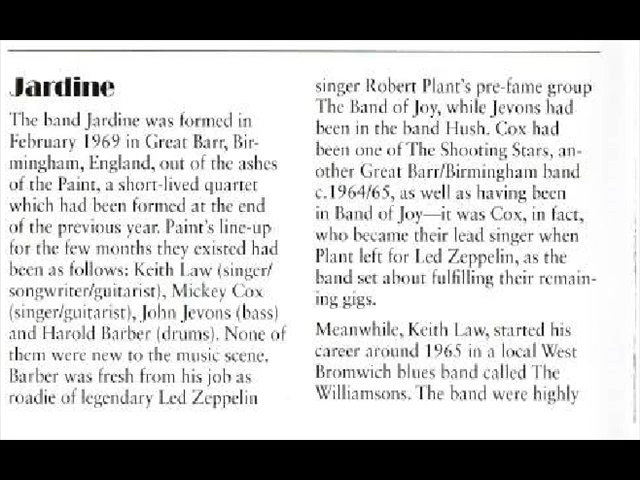 Jardine
The band Jardine was formed in
February 1969 in Great Barr, Bir-
mingham, England, out of the ashes
of the Paint, a short-lived quartet
which had been formed at the end
of the previous year. Paint's line-up
for the few months they existed had
been as follows: Keith Law (singer/
songwriter/guitarist), Mickey Cox
(singer/guitarist), John Jevons (bass)
and Harold Barber (drums). None of
them were new to the music scene.
Barber was fresh from his job as
roadie of legendary Led Zeppelin
singer Robert Plant's pre-fame group
The Band of Joy, while Jevons had
been in the band Hush. Cox had
been one of The Shooting Stars, an-
other Great Barr/Birmingham band
c.1964/65, as well as having been
in Band of Joy—it was Cox, in fact,
who became their lead singer when
Plant left for Led Zeppelin, as the
band set about fulfilling their remain-
ing gigs.
Meanwhile, Keith Law, started his
career around 1965 in a local West
Bromwich blues band called The
Williamsons. The band were highly